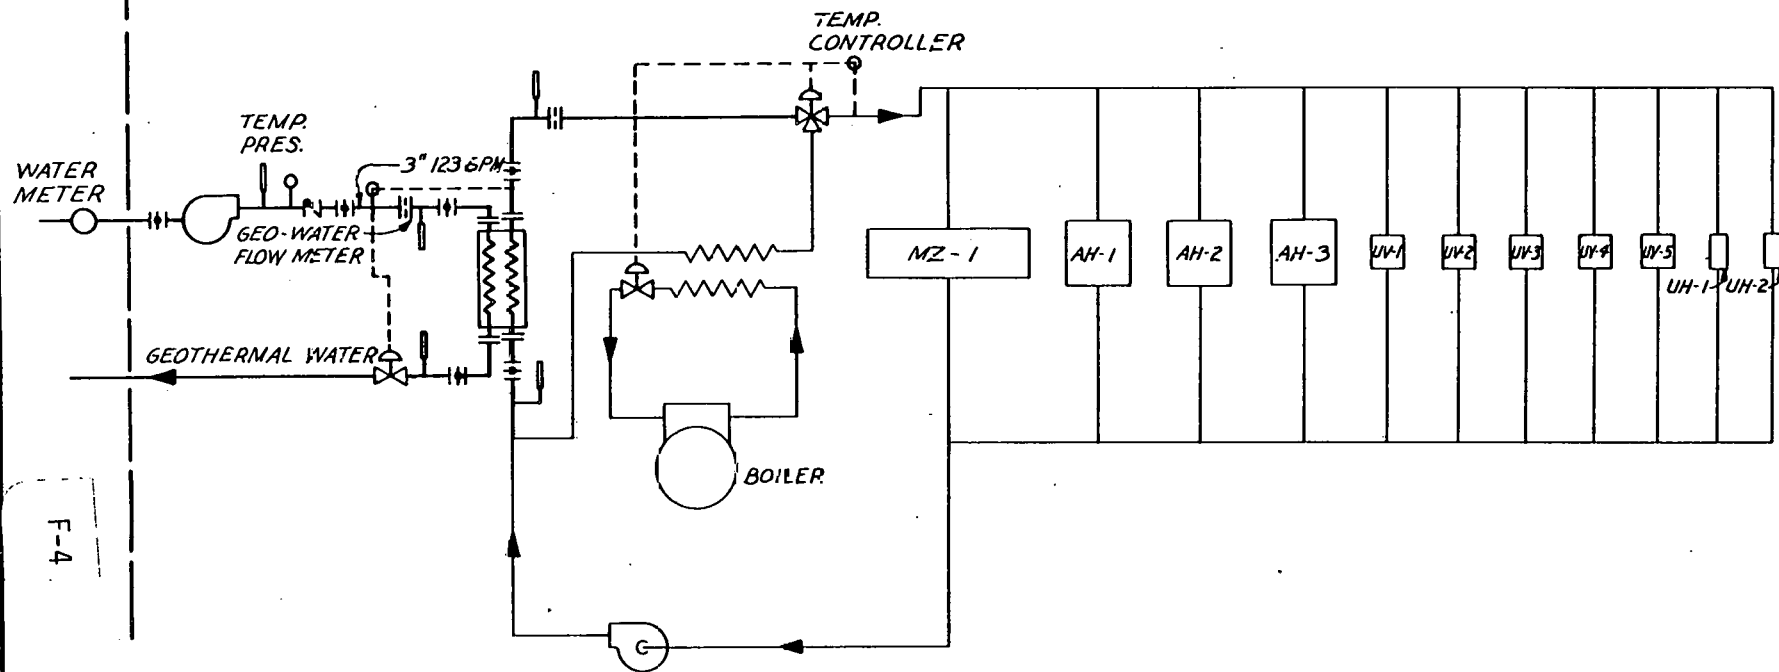 TEMP.
CONTROLLER
TEMP.
PRES.
3" 123 GPM
WATER
METER
GEO-WATER
FLOW METER
MZ-1
AH-1
AH-2
AH-3
UV-1
UV-2
UV-3
UV-4
UV-5
UH-1
UH-2
GEOTHERMAL WATER
BOILER
F-4